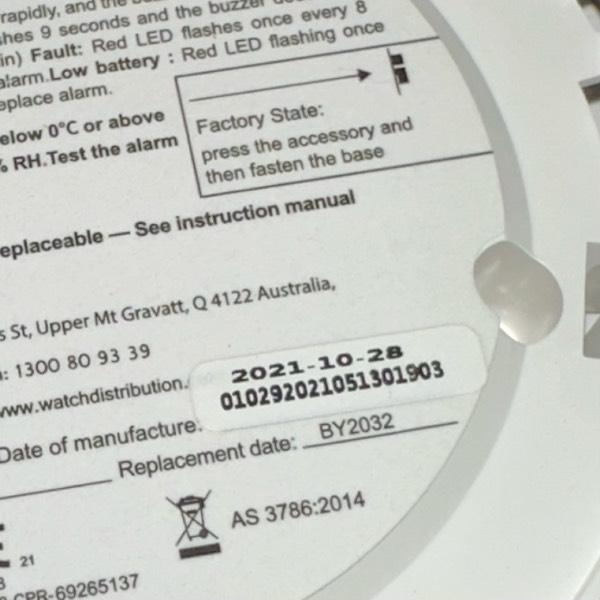 rapidly, and the
shes 9 seconds and the buzzer
in) Fault: Red LED flashes once every 8
alarm.Low battery : Red LED flashing once
eplace alarm.
elow 0°C or above
% RH.Test the alarm
Factory State:
press the accessory and
then fasten the base
eplaceable — See instruction manual
s St, Upper Mt Gravatt, Q 4122 Australia,
: 1300 80 93 39
www.watchdistribution.
2021-10-28
010292021051301903
Date of manufacture:
Replacement date: BY2032
AS 3786:2014
21
CPR-69265137